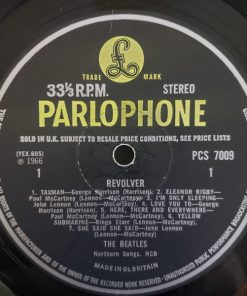 TRADE MARK
33⅓ R.P.M. STEREO
PARLOPHONE
SOLD IN U.K. SUBJECT TO RESALE PRICE CONDITIONS, SEE PRICE LISTS
(YEX.605)
℗ 1966
PCS 7009
1 1
REVOLVER
1. TAXMAN—George Harrison (Harrison); 2. ELEANOR RIGBY—
Paul McCartney (Lennon—McCartney) 3. I'M ONLY SLEEPING—
John Lennon (Lennon—McCartney) 4. LOVE YOU TO—George
Harrison (Harrison) 5. HERE, THERE AND EVERYWHERE—
Paul McCartney (Lennon—McCartney) 6. YELLOW
SUBMARINE—Ringo Starr (Lennon—McCartney)
7. SHE SAID SHE SAID—John Lennon
(Lennon—McCartney)
THE BEATLES
Northern Songs, NCB
MADE IN GT.BRITAIN